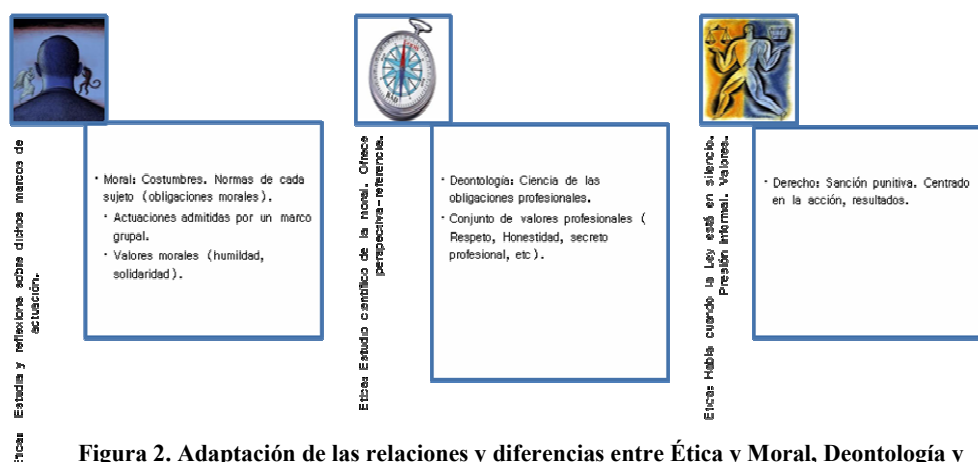 Ética: Estudia y reflexiona sobre dichos marcos de
actuación.
· Moral: Costumbres. Normas de cada
sujeto (obligaciones morales).
· Actuaciones admitidas por un marco
grupal.
· Valores morales (humildad,
solidaridad).
Etica: Estudio científico de la moral. Ofrece
perspectiva-referencia.
· Deontología: Ciencia de las
obligaciones profesionales.
· Conjunto de valores profesionales (
Respeto, Honestidad, secreto
profesional, etc).
Etica: Habla cuando la Ley está en silencio.
Presión informal. Valores.
· Derecho: Sanción punitiva. Centrado
en la acción, resultados.
Figura 2. Adaptación de las relaciones y diferencias entre Ética y Moral, Deontología y